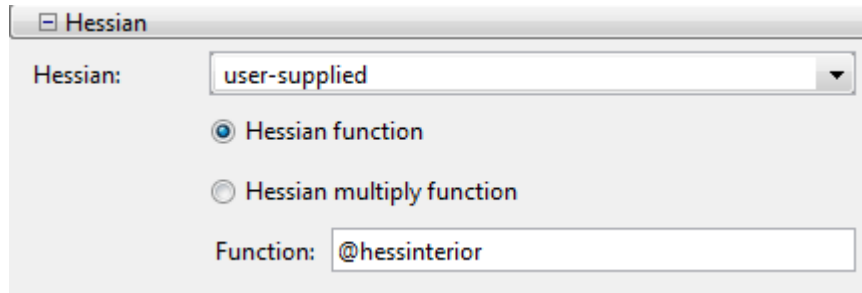 Hessian
Hessian: user-supplied
Hessian function
Hessian multiply function
Function: @hessinterior